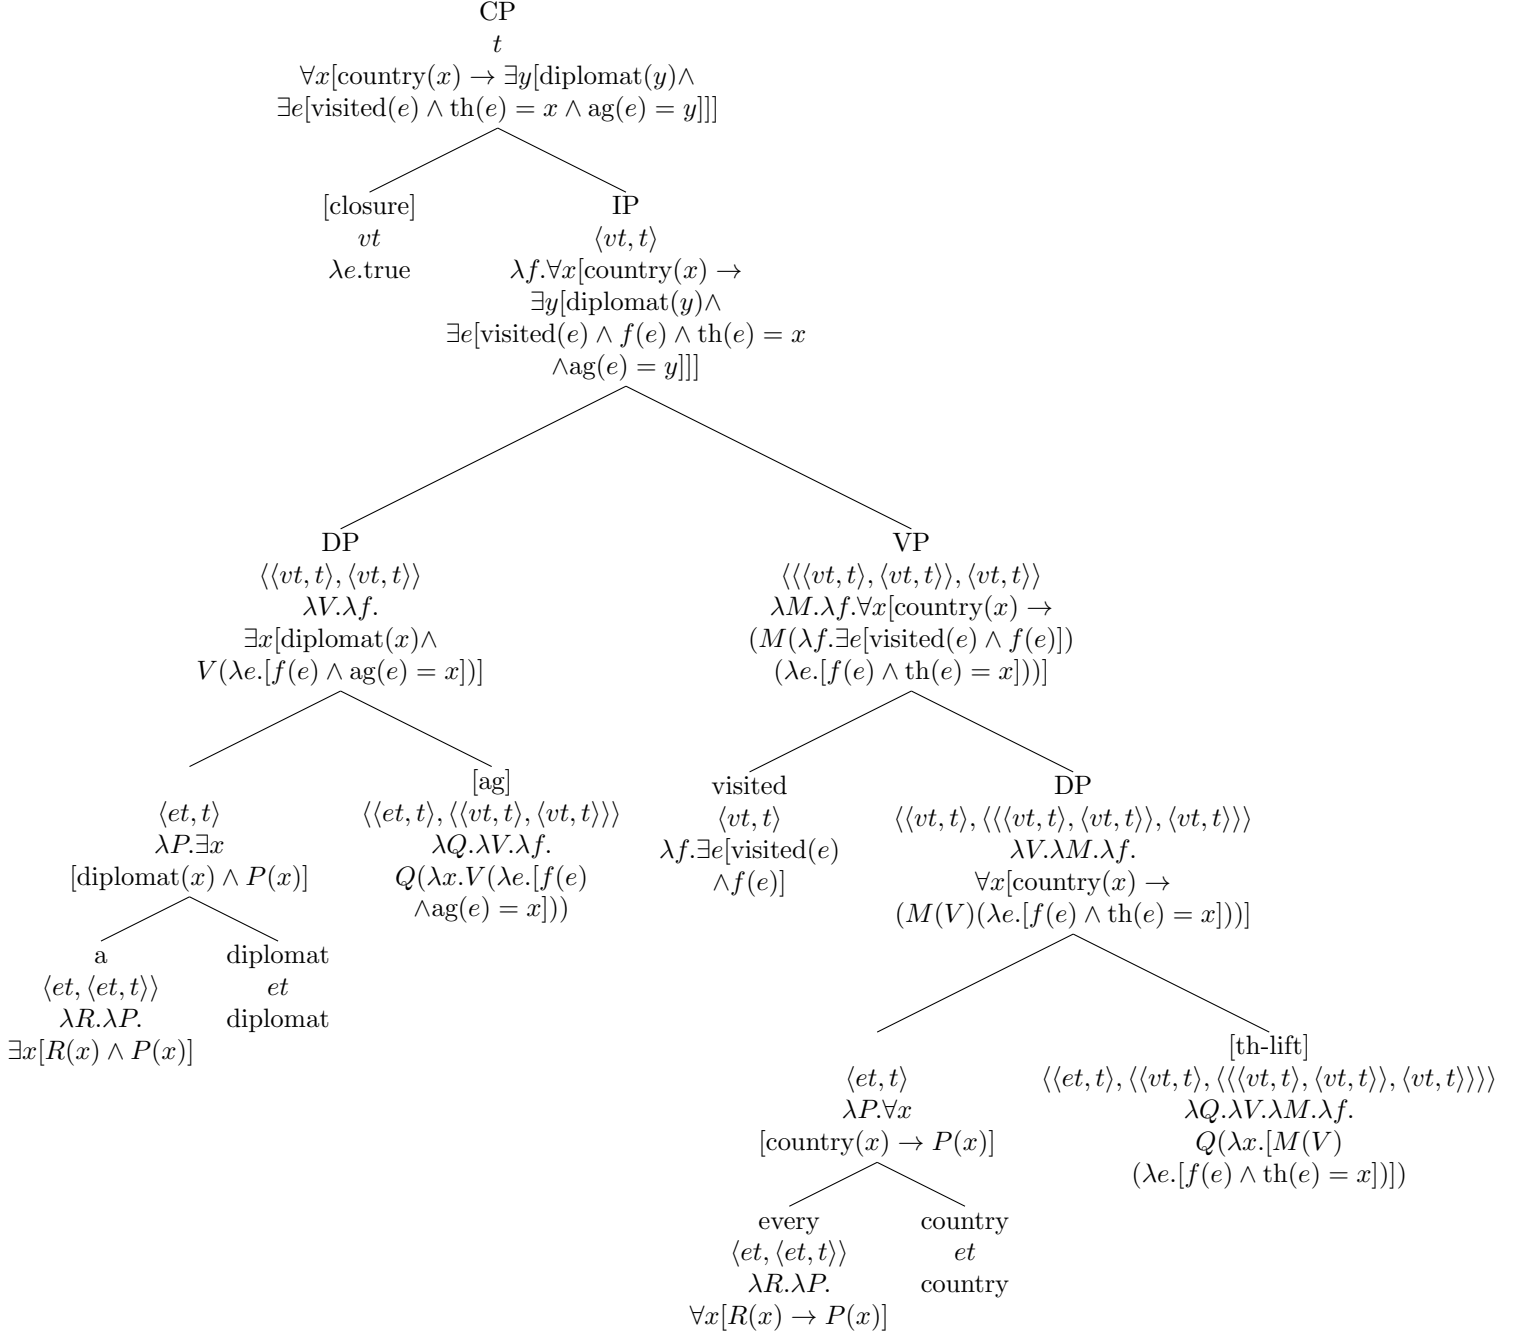 CP
t
∀x[country(x) → ∃y[diplomat(y)∧
∃e[visited(e) ∧ th(e) = x ∧ ag(e) = y]]]
[closure]
vt
λe.true
IP
⟨vt, t⟩
λf.∀x[country(x) →
∃y[diplomat(y)∧
∃e[visited(e) ∧ f(e) ∧ th(e) = x
∧ag(e) = y]]]
DP
⟨⟨vt, t⟩, ⟨vt, t⟩⟩
λV.λf.
∃x[diplomat(x)∧
V(λe.[f(e) ∧ ag(e) = x])]
VP
⟨⟨⟨vt, t⟩, ⟨vt, t⟩⟩, ⟨vt, t⟩⟩
λM.λf.∀x[country(x) →
(M(λf.∃e[visited(e) ∧ f(e)])
(λe.[f(e) ∧ th(e) = x]))]
⟨et, t⟩
λP.∃x
[diplomat(x) ∧ P(x)]
[ag]
⟨⟨et, t⟩, ⟨⟨vt, t⟩, ⟨vt, t⟩⟩⟩
λQ.λV.λf.
Q(λx.V(λe.[f(e)
∧ag(e) = x]))
visited
⟨vt, t⟩
λf.∃e[visited(e)
∧f(e)]
DP
⟨⟨vt, t⟩, ⟨⟨⟨vt, t⟩, ⟨vt, t⟩⟩, ⟨vt, t⟩⟩⟩
λV.λM.λf.
∀x[country(x) →
(M(V)(λe.[f(e) ∧ th(e) = x]))]
a
⟨et, ⟨et, t⟩⟩
λR.λP.
∃x[R(x) ∧ P(x)]
diplomat
et
diplomat
⟨et, t⟩
λP.∀x
[country(x) → P(x)]
[th-lift]
⟨⟨et, t⟩, ⟨⟨vt, t⟩, ⟨⟨⟨vt, t⟩, ⟨vt, t⟩⟩, ⟨vt, t⟩⟩⟩⟩
λQ.λV.λM.λf.
Q(λx.[M(V)
(λe.[f(e) ∧ th(e) = x])])
every
⟨et, ⟨et, t⟩⟩
λR.λP.
∀x[R(x) → P(x)]
country
et
country